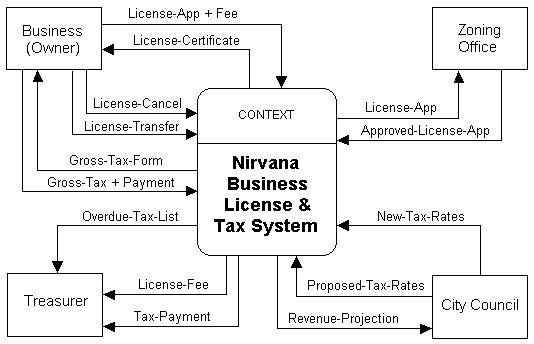 Business
(Owner)
License-App + Fee
License-Certificate
Zoning
Office
License-Cancel
License-Transfer
CONTEXT
License-App
Approved-License-App
Gross-Tax-Form
Gross-Tax + Payment
Nirvana
Business
License &
Tax System
Overdue-Tax-List
New-Tax-Rates
Treasurer
License-Fee
Tax-Payment
Proposed-Tax-Rates
Revenue-Projection
City Council